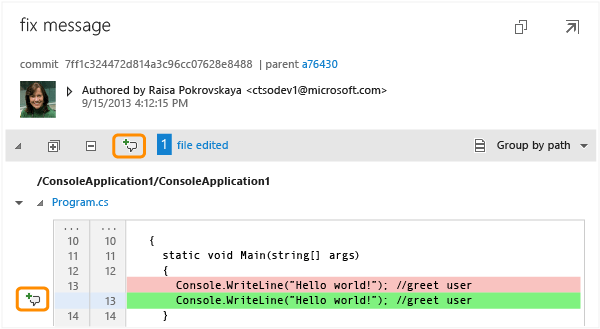 fix message
commit 7ff1c324472d814a3c96cc07628e8488 | parent a76430
Authored by Raisa Pokrovskaya <ctsodev1@microsoft.com>
9/15/2013 4:12:15 PM
1 file edited Group by path
/ConsoleApplication1/ConsoleApplication1
Program.cs
... ...
10 10 {
11 11 static void Main(string[] args)
12 12 {
13 Console.WriteLine("Hello world!"); //greet user
13 Console.WriteLine("Hello world!"); //greet user
14 14 }